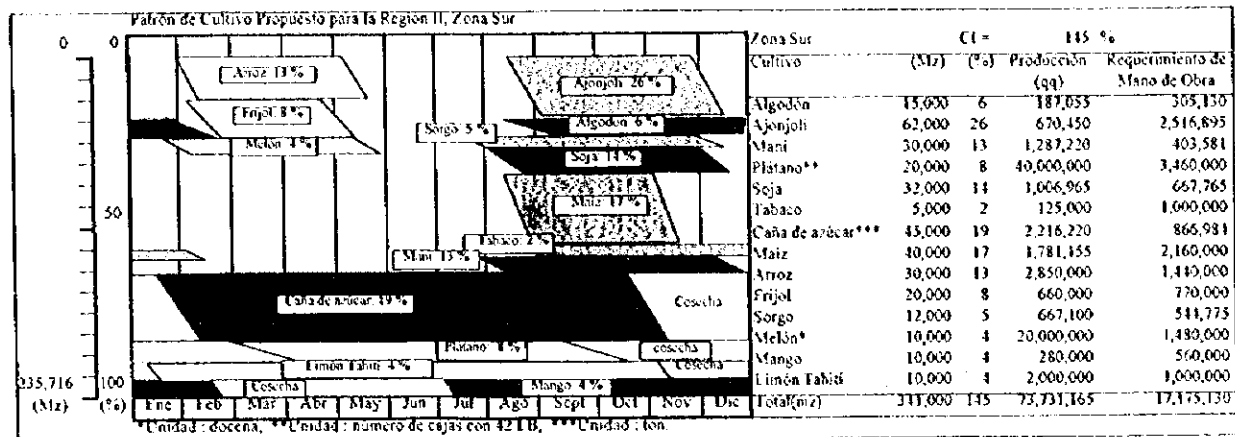 Patrón de Cultivo Propuesto para la Región II, Zona Sur
0
0
50
235,716
100
(Mz)
(%)
Arroz: 13 %
Frijol: 8 %
Melón: 4 %
Ajonjolí: 26 %
Algodón: 6 %
Sorgo: 5 %
Soja: 14 %
Maíz: 17 %
Tabaco: 2 %
Maní: 13 %
Caña de azúcar: 19 %
Cosecha
Plátano: 8 %
cosecha
Limón Tahití: 4 %
Cosecha
Cosecha
Mango: 4 %
Ene Feb Mar Abr May Jun Jul Ago Sept Oct Nov Dic
Zona Sur CI = 145 %
Cultivo (Mz) (%) Producción Requerimiento de
(qq) Mano de Obra
Algodón 15,000 6 187,055 305,130
Ajonjolí 62,000 26 670,450 2,516,895
Maní 30,000 13 1,287,220 403,581
Plátano** 20,000 8 40,000,000 3,460,000
Soja 32,000 14 1,006,965 667,765
Tabaco 5,000 2 125,000 1,000,000
Caña de azúcar*** 45,000 19 2,216,220 866,981
Maíz 40,000 17 1,781,155 2,160,000
Arroz 30,000 13 2,850,000 1,440,000
Frijol 20,000 8 660,000 770,000
Sorgo 12,000 5 667,100 544,775
Melón* 10,000 4 20,000,000 1,480,000
Mango 10,000 4 280,000 560,000
Limón Tahití 10,000 4 2,000,000 1,000,000
Total(mz) 341,000 145 73,731,165 17,175,130
*Unidad : docena, **Unidad : número de cajas con 42 LB, ***Unidad : ton.